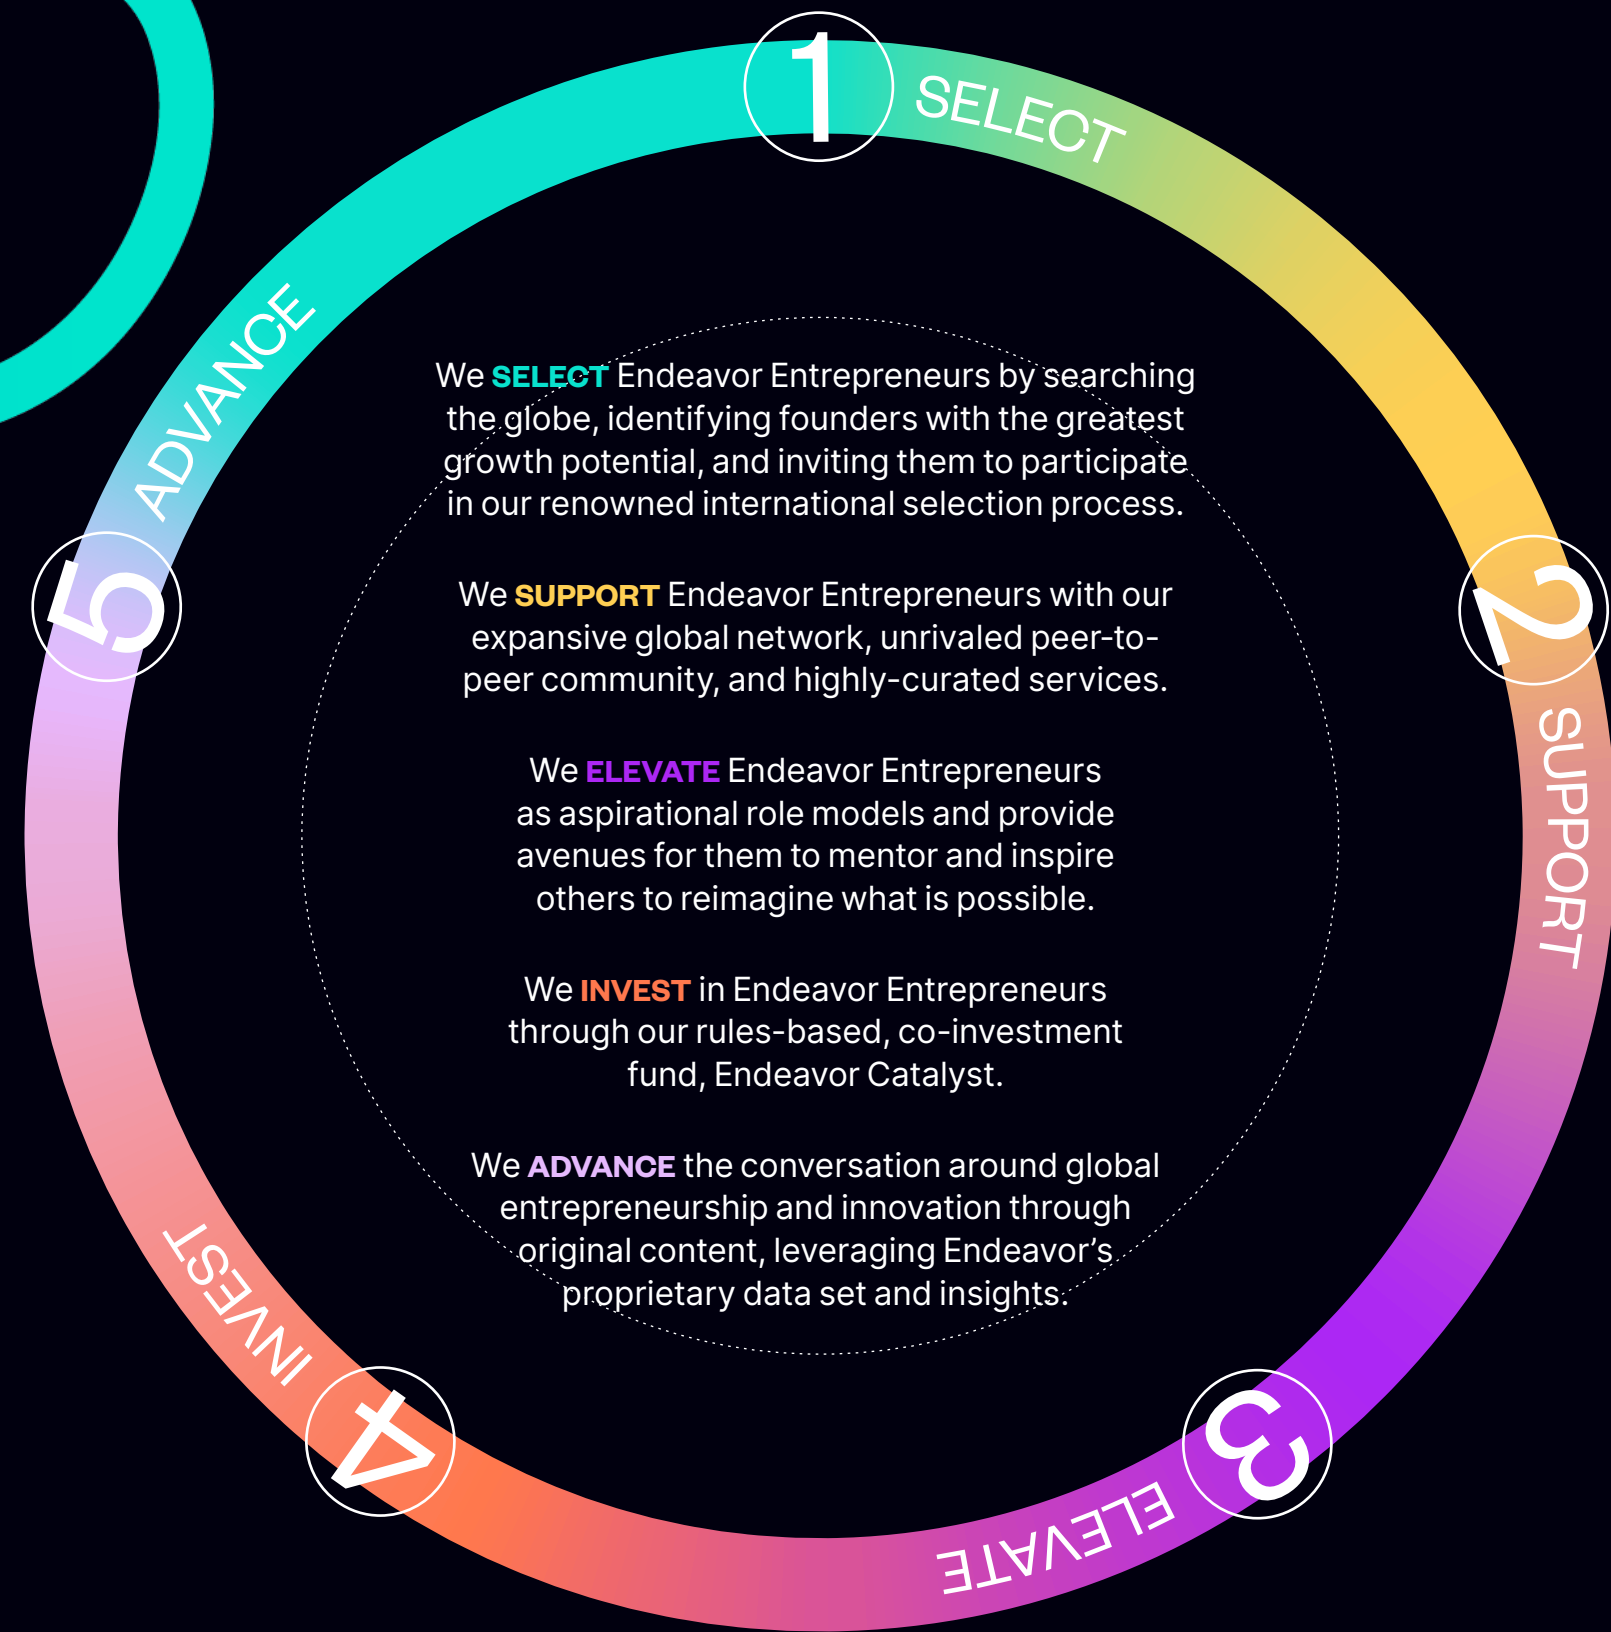 1
SELECT
2
SUPPORT
3
ELEVATE
4
INVEST
5
ADVANCE
We SELECT Endeavor Entrepreneurs by searching
the globe, identifying founders with the greatest
growth potential, and inviting them to participate
in our renowned international selection process.
We SUPPORT Endeavor Entrepreneurs with our
expansive global network, unrivaled peer-to-
peer community, and highly-curated services.
We ELEVATE Endeavor Entrepreneurs
as aspirational role models and provide
avenues for them to mentor and inspire
others to reimagine what is possible.
We INVEST in Endeavor Entrepreneurs
through our rules-based, co-investment
fund, Endeavor Catalyst.
We ADVANCE the conversation around global
entrepreneurship and innovation through
original content, leveraging Endeavor’s
proprietary data set and insights.